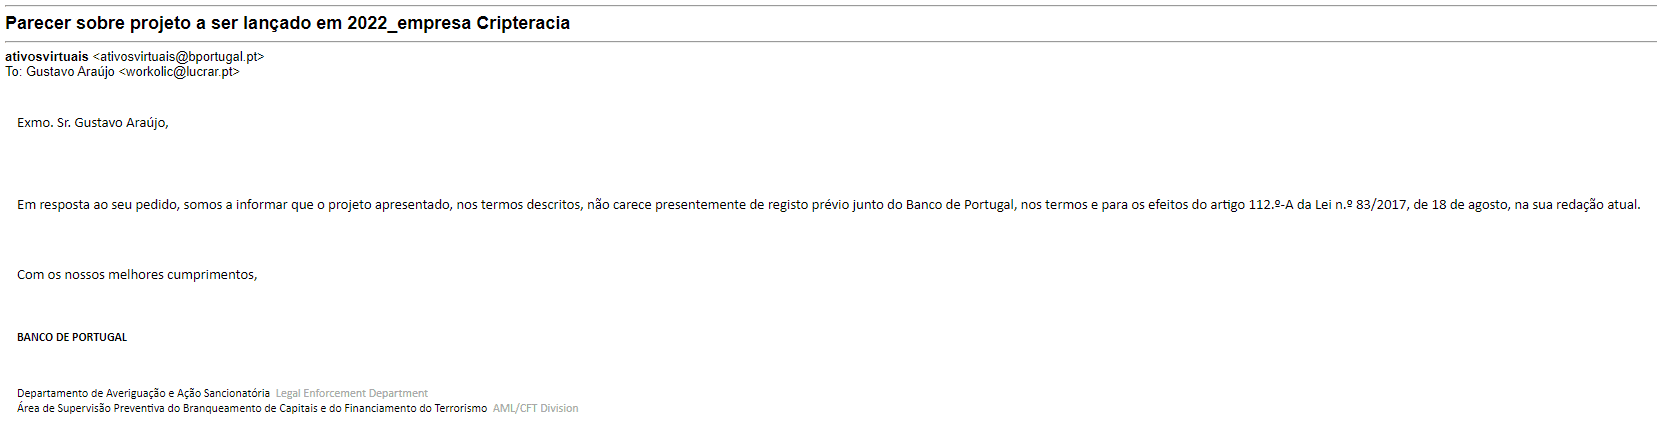 Parecer sobre projeto a ser lançado em 2022_empresa Cripteracia
ativosvirtuais <ativosvirtuais@bportugal.pt>
To: Gustavo Araújo <workolic@lucrar.pt>
Exmo. Sr. Gustavo Araújo,
Em resposta ao seu pedido, somos a informar que o projeto apresentado, nos termos descritos, não carece presentemente de registo prévio junto do Banco de Portugal, nos termos e para os efeitos do artigo 112.º-A da Lei n.º 83/2017, de 18 de agosto, na sua redação atual.
Com os nossos melhores cumprimentos,
BANCO DE PORTUGAL
Departamento de Averiguação e Ação Sancionatória Legal Enforcement Department
Área de Supervisão Preventiva do Branqueamento de Capitais e do Financiamento do Terrorismo AML/CFT Division